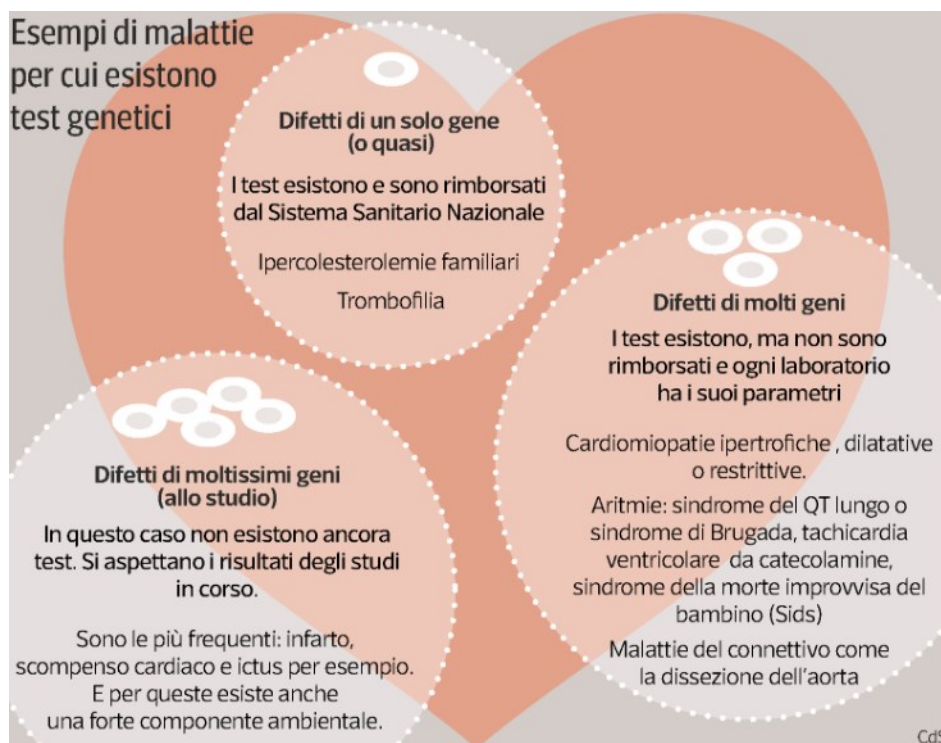 Esempi di malattie
per cui esistono
test genetici
Difetti di un solo gene
(o quasi)
I test esistono e sono rimborsati
dal Sistema Sanitario Nazionale
Ipercolesterolemie familiari
Trombofilia
Difetti di molti geni
I test esistono, ma non sono
rimborsati e ogni laboratorio
ha i suoi parametri
Cardiomiopatie ipertrofiche , dilatative
o restrittive.
Aritmie: sindrome del QT lungo o
sindrome di Brugada, tachicardia
ventricolare da catecolamine,
sindrome della morte improvvisa del
bambino (Sids)
Malattie del connettivo come
la dissezione dell'aorta
Difetti di moltissimi geni
(allo studio)
In questo caso non esistono ancora
test. Si aspettano i risultati degli studi
in corso.
Sono le più frequenti: infarto,
scompenso cardiaco e ictus per esempio.
E per queste esiste anche
una forte componente ambientale.
CdS